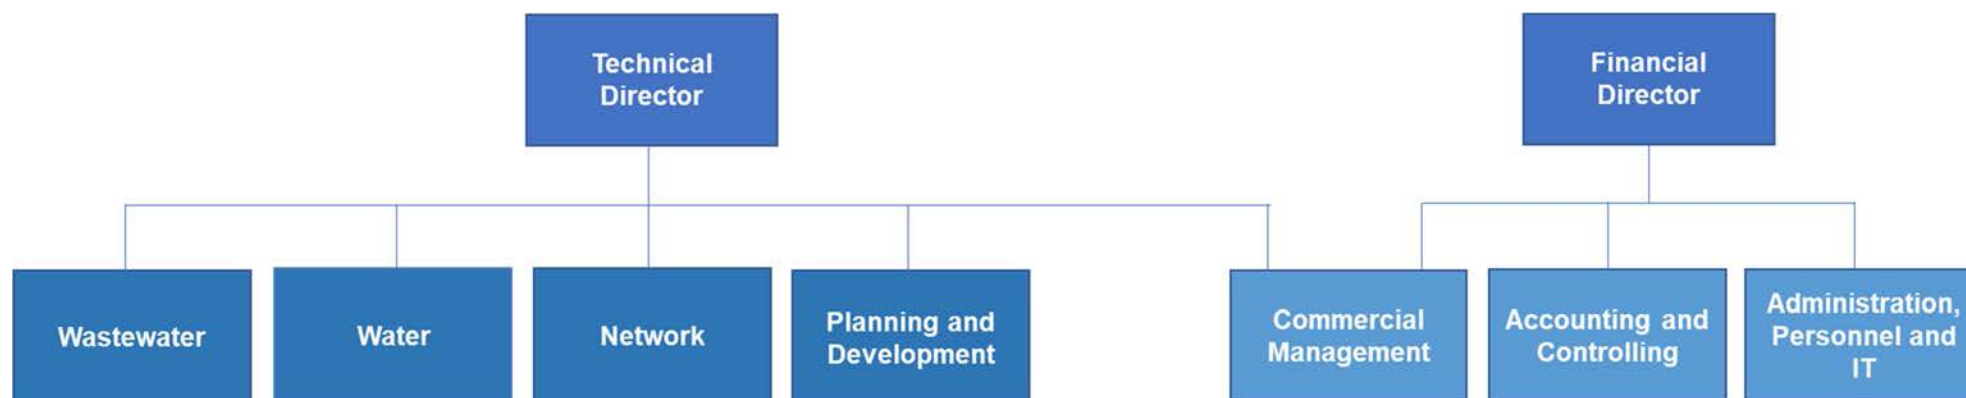 Technical
Director
Financial
Director
Wastewater
Water
Network
Planning and
Development
Commercial
Management
Accounting and
Controlling
Administration,
Personnel and
IT